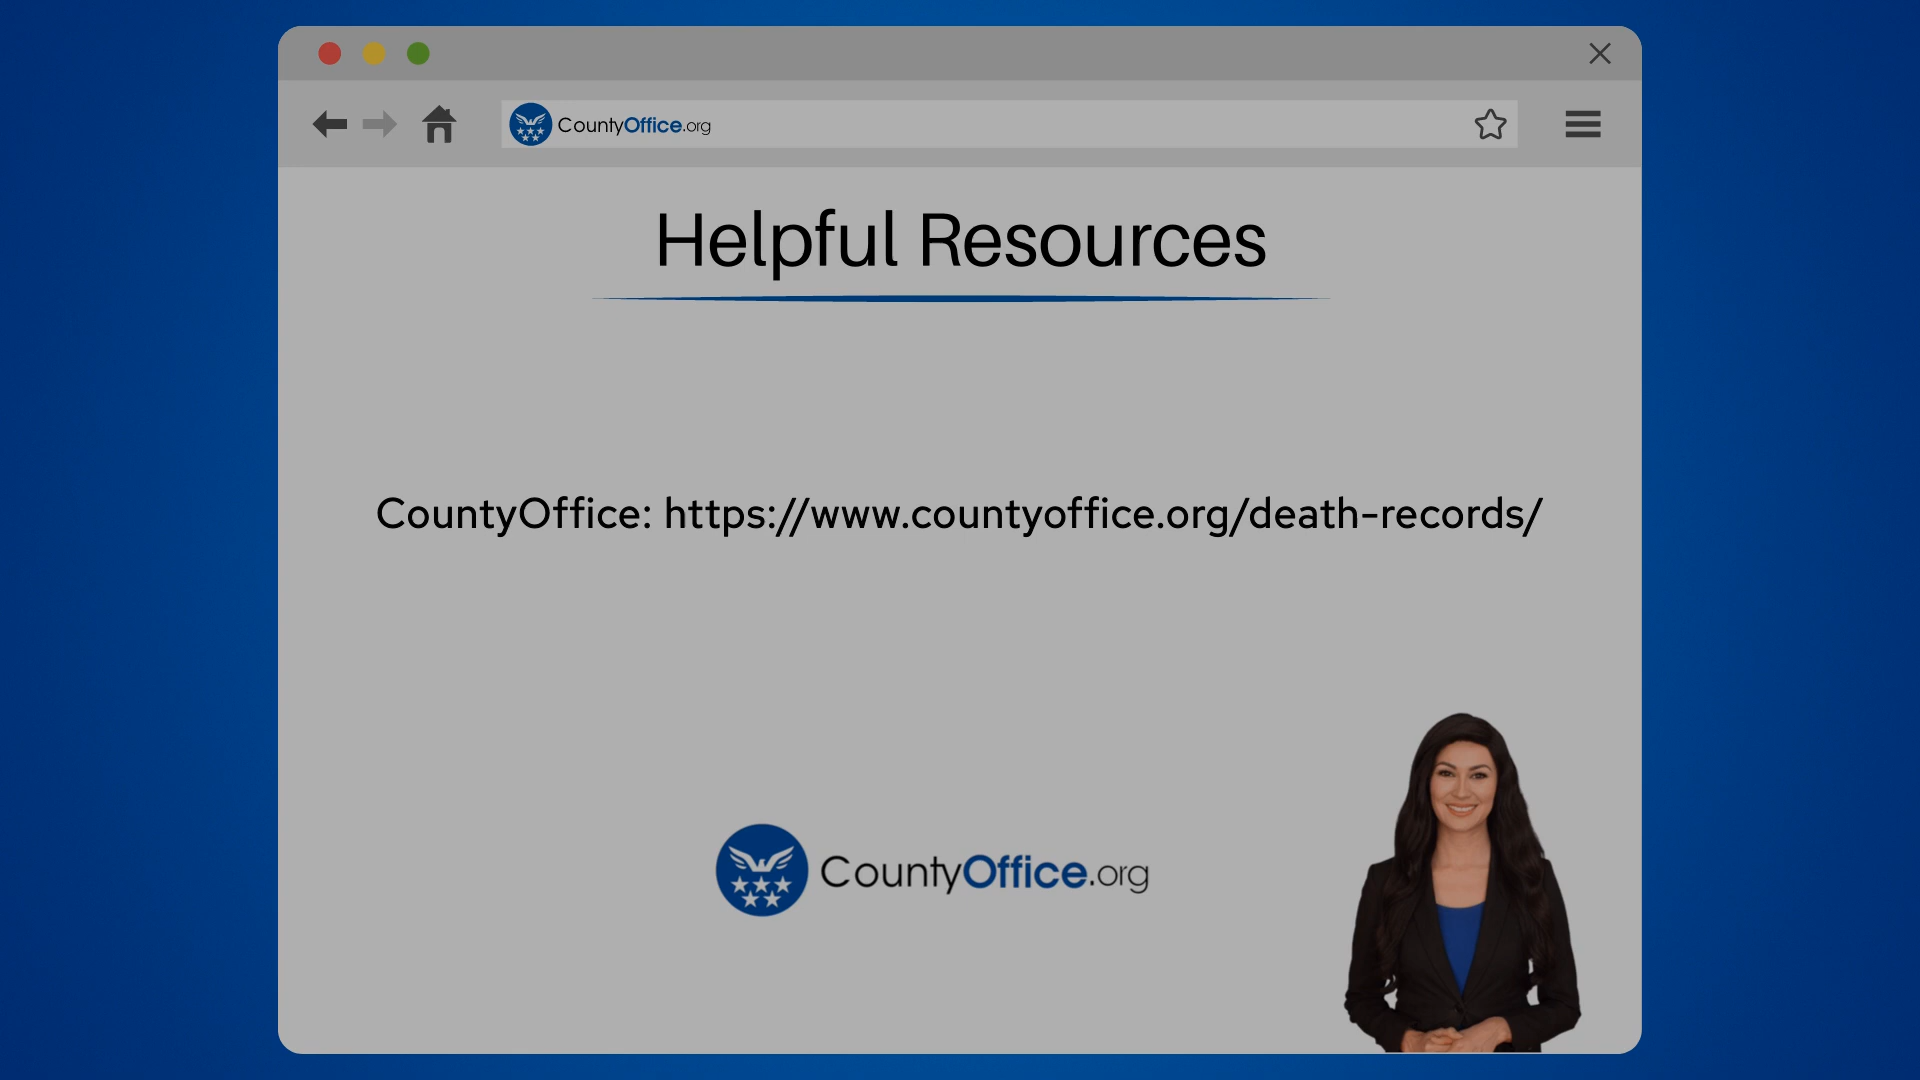 CountyOffice.org
Helpful Resources
CountyOffice: https://www.countyoffice.org/death-records/
CountyOffice.org